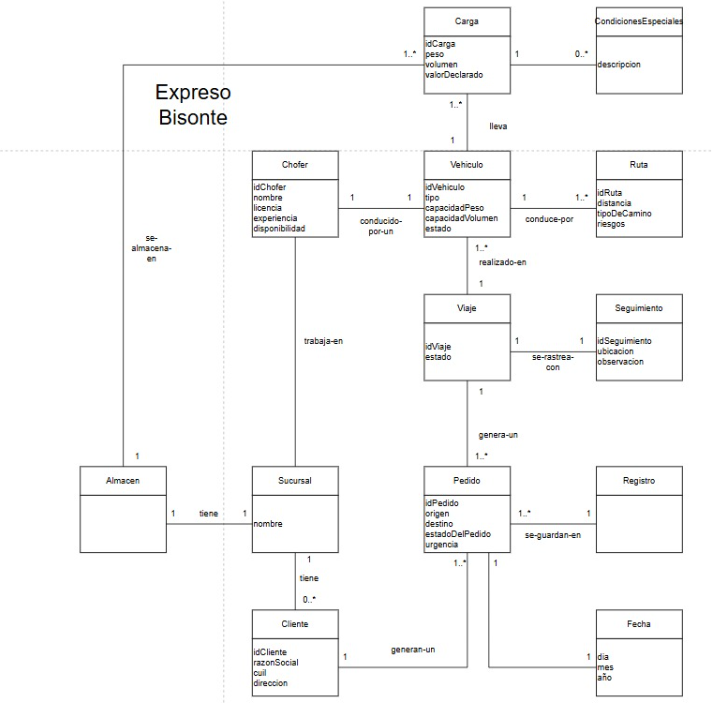 Carga
idCarga
peso
volumen
valorDeclarado
CondicionesEspeciales
descripcion
1..*
1
0..*
Expreso
Bisonte
1..*
lleva
1
Chofer
idChofer
nombre
licencia
experiencia
disponibilidad
1
1
conducido-
por-un
Vehiculo
idVehiculo
tipo
capacidadPeso
capacidadVolumen
estado
1
1..*
conduce-por
Ruta
idRuta
distancia
tipoDeCamino
riesgos
se-
almacena-
en
1..*
realizado-en
1
Viaje
idViaje
estado
1
1
se-rastrea-
con
Seguimiento
idSeguimiento
ubicacion
observacion
trabaja-en
1
genera-un
1..*
1
Almacen
1
tiene
1
Sucursal
nombre
Pedido
idPedido
origen
destino
estadoDelPedido
urgencia
1..*
1
se-guardan-en
Registro
1
tiene
0..*
1..*
1
Cliente
idCliente
razonSocial
cuil
direccion
1
generan-un
1
Fecha
dia
mes
año